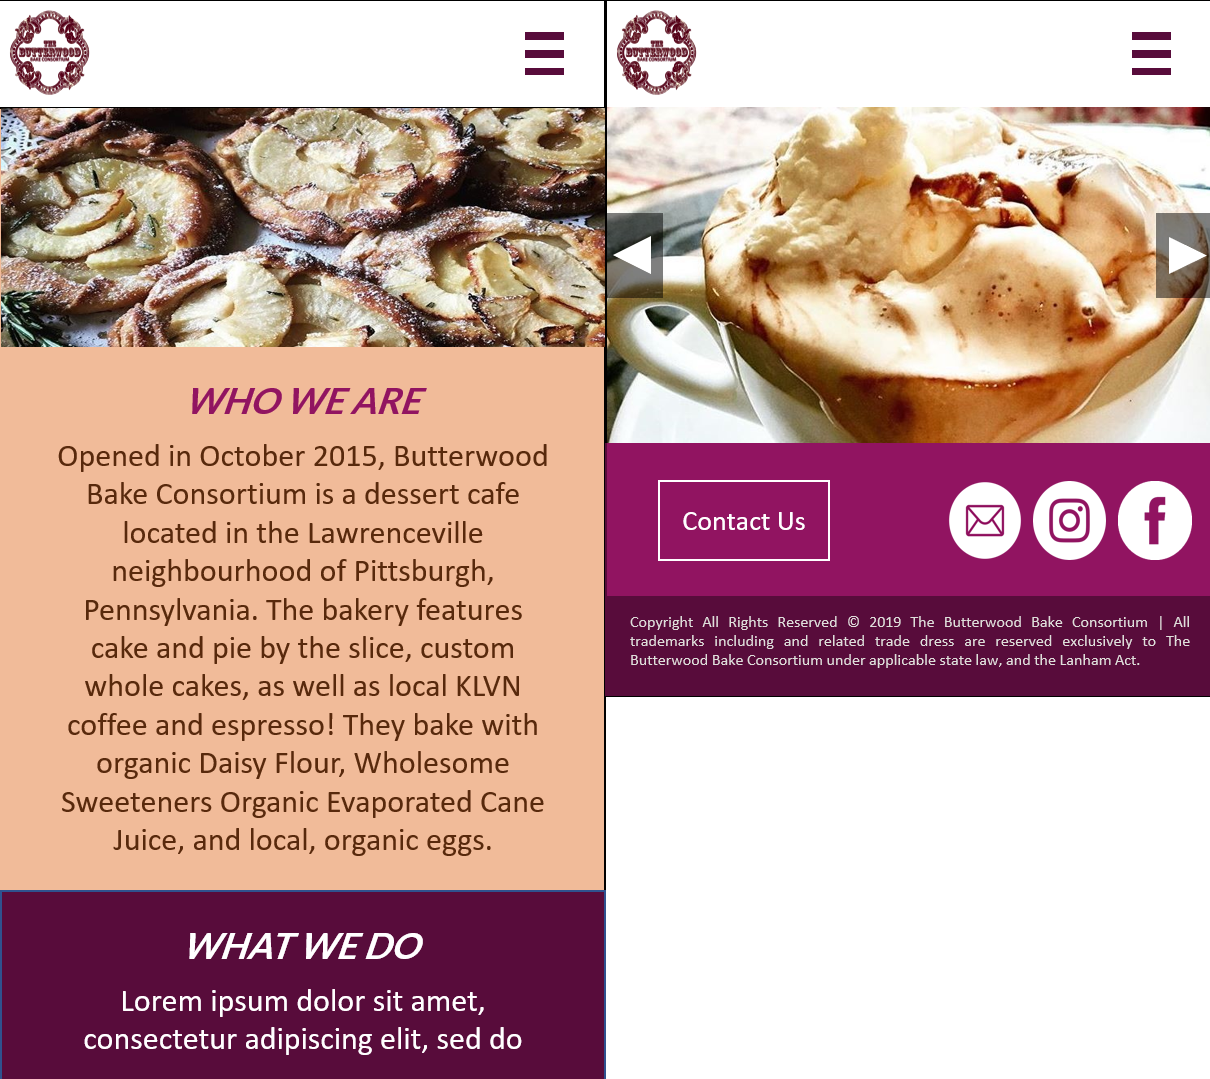 THE
BUTTERWOOD
BAKE CONSORTIUM
WHO WE ARE
Opened in October 2015, Butterwood
Bake Consortium is a dessert cafe
located in the Lawrenceville
neighbourhood of Pittsburgh,
Pennsylvania. The bakery features
cake and pie by the slice, custom
whole cakes, as well as local KLVN
coffee and espresso! They bake with
organic Daisy Flour, Wholesome
Sweeteners Organic Evaporated Cane
Juice, and local, organic eggs.
WHAT WE DO
Lorem ipsum dolor sit amet,
consectetur adipiscing elit, sed do
THE
BUTTERWOOD
BAKE CONSORTIUM
Contact Us
Copyright All Rights Reserved © 2019 The Butterwood Bake Consortium | All
trademarks including and related trade dress are reserved exclusively to The
Butterwood Bake Consortium under applicable state law, and the Lanham Act.